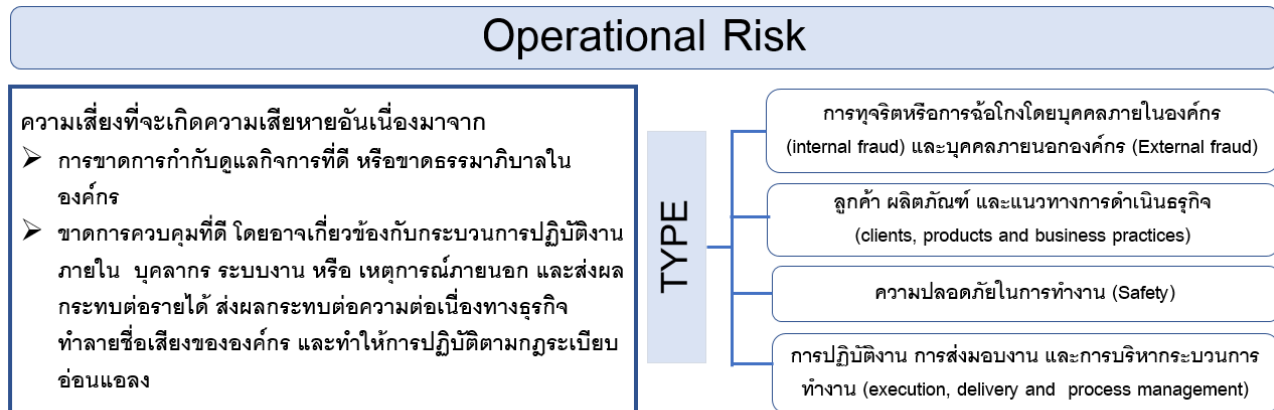 Operational Risk
ความเสี่ยงที่จะเกิดความเสียหายอันเนื่องมาจาก
➢ การขาดการกำกับดูแลกิจการที่ดี หรือขาดธรรมาภิบาลใน
องค์กร
➢ ขาดการควบคุมที่ดี โดยอาจเกี่ยวข้องกับกระบวนการปฏิบัติงาน
ภายใน บุคลากร ระบบงาน หรือ เหตุการณ์ภายนอก และส่งผล
กระทบต่อรายได้ ส่งผลกระทบต่อความต่อเนื่องทางธุรกิจ
ทำลายชื่อเสียงขององค์กร และทำให้การปฏิบัติตามกฎระเบียบ
อ่อนแอลง
TYPE
การทุจริตหรือการฉ้อโกงโดยบุคคลภายในองค์กร
(internal fraud) และบุคคลภายนอกองค์กร (External fraud)
ลูกค้า ผลิตภัณฑ์ และแนวทางการดำเนินธรุกิจ
(clients, products and business practices)
ความปลอดภัยในการทำงาน (Safety)
การปฏิบัติงาน การส่งมอบงาน และการบริหากระบวนการ
ทำงาน (execution, delivery and process management)